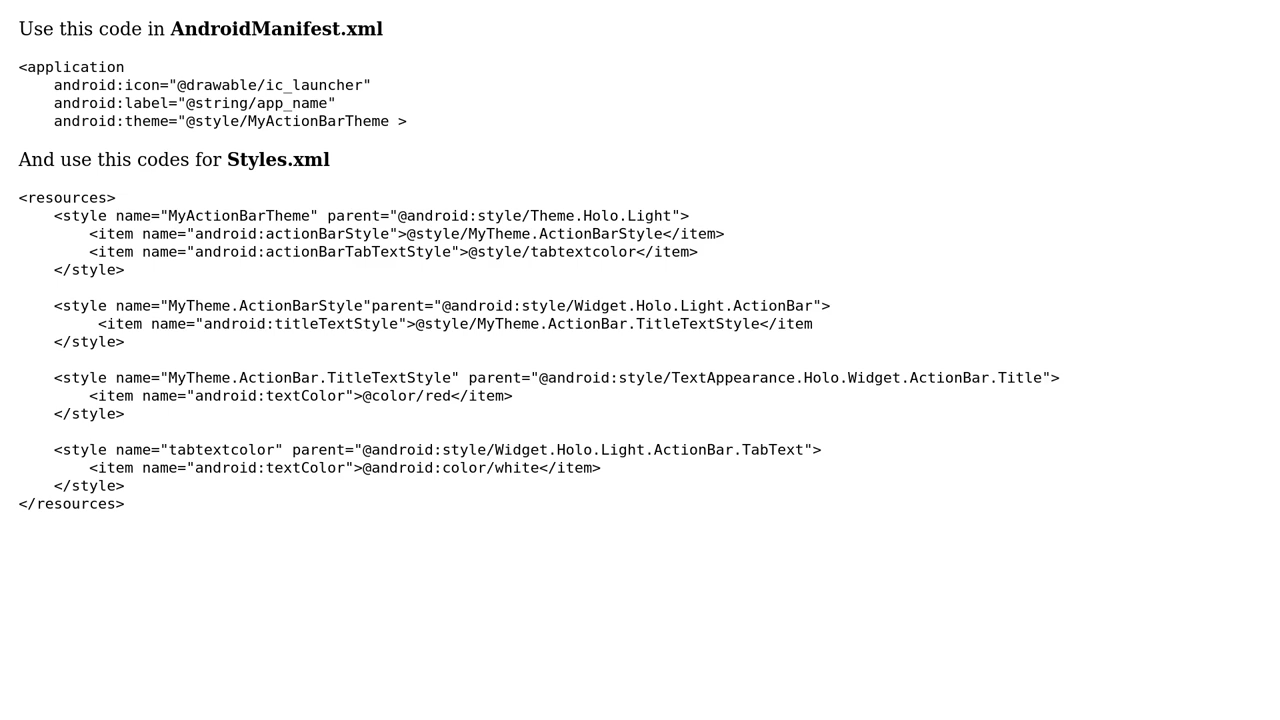 Use this code in AndroidManifest.xml
<application
    android:icon="@drawable/ic_launcher"
    android:label="@string/app_name"
    android:theme="@style/MyActionBarTheme >
And use this codes for Styles.xml
<resources>
    <style name="MyActionBarTheme" parent="@android:style/Theme.Holo.Light">
        <item name="android:actionBarStyle">@style/MyTheme.ActionBarStyle</item>
        <item name="android:actionBarTabTextStyle">@style/tabtextcolor</item>
    </style>
    <style name="MyTheme.ActionBarStyle"parent="@android:style/Widget.Holo.Light.ActionBar">
         <item name="android:titleTextStyle">@style/MyTheme.ActionBar.TitleTextStyle</item
    </style>
    <style name="MyTheme.ActionBar.TitleTextStyle" parent="@android:style/TextAppearance.Holo.Widget.ActionBar.Title">
        <item name="android:textColor">@color/red</item>
    </style>
    <style name="tabtextcolor" parent="@android:style/Widget.Holo.Light.ActionBar.TabText">
        <item name="android:textColor">@android:color/white</item>
    </style>
</resources>